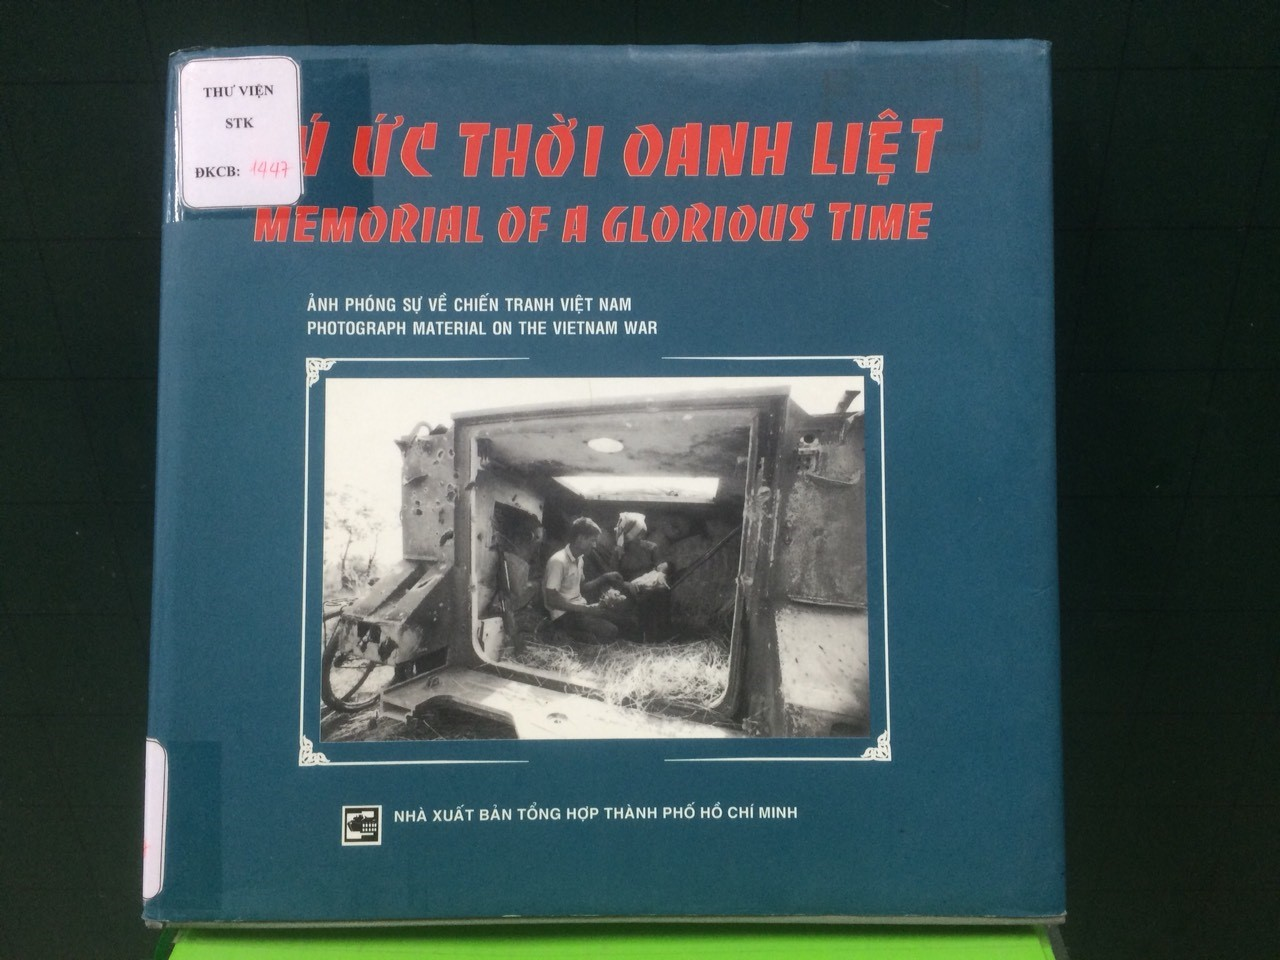 THƯ VIỆN
STK
ĐKCB: 1447
ỨC THỜI OANH LIỆT
MEMORIAL OF A GLORIOUS TIME
ẢNH PHÓNG SỰ VỀ CHIẾN TRANH VIỆT NAM
PHOTOGRAPH MATERIAL ON THE VIETNAM WAR
NHÀ XUẤT BẢN TỔNG HỢP THÀNH PHỐ HỒ CHÍ MINH